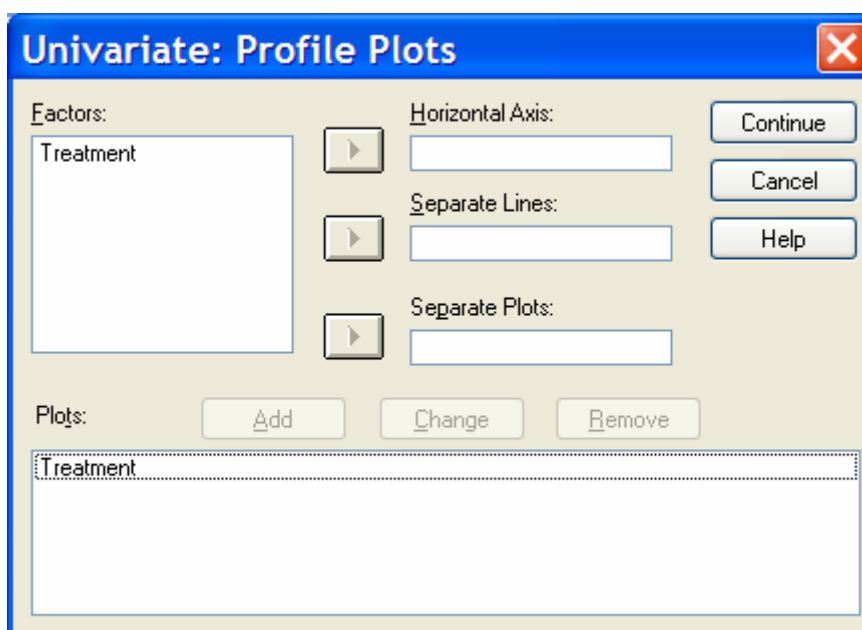 Univariate: Profile Plots
Factors:
Treatment
Horizontal Axis:
Separate Lines:
Separate Plots:
Continue
Cancel
Help
Plots:
Add
Change
Remove
Treatment